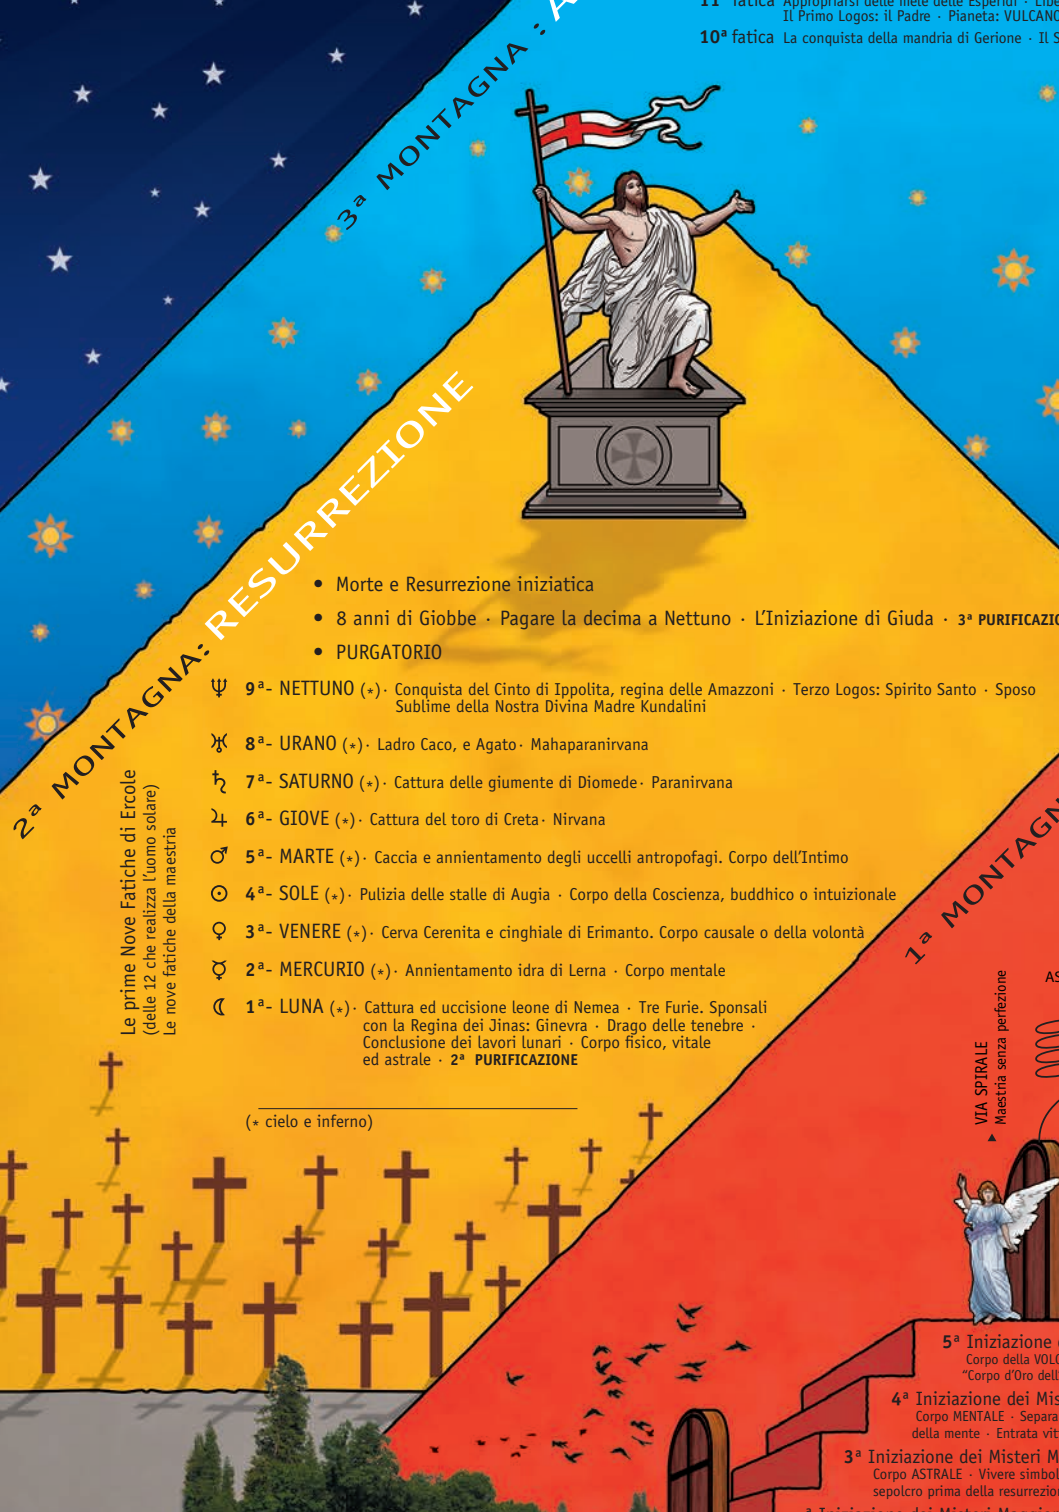 11ª fatica Appropriarsi delle mele delle Esperidi ·
Il Primo Logos: il Padre · Pianeta: VULCANO
10ª fatica La conquista della mandria di Gerione · Il
3ª MONTAGNA :
2ª MONTAGNA: RESURREZIONE
• Morte e Resurrezione iniziatica
• 8 anni di Giobbe · Pagare la decima a Nettuno · L'Iniziazione di Giuda · 3ª PURIFICAZIO
• PURGATORIO
♆ 9ª- NETTUNO (*)· Conquista del Cinto di Ippolita, regina delle Amazzoni · Terzo Logos: Spirito Santo · Sposo
Sublime della Nostra Divina Madre Kundalini
♅ 8ª- URANO (*)· Ladro Caco, e Agato· Mahaparanirvana
♄ 7ª- SATURNO (*)· Cattura delle giumente di Diomede· Paranirvana
♃ 6ª- GIOVE (*)· Cattura del toro di Creta· Nirvana
♂ 5ª- MARTE (*)· Caccia e annientamento degli uccelli antropofagi. Corpo dell'Intimo
☉ 4ª- SOLE (*)· Pulizia delle stalle di Augia · Corpo della Coscienza, buddhico o intuizionale
♀ 3ª- VENERE (*)· Cerva Cerenita e cinghiale di Erimanto. Corpo causale o della volontà
☿ 2ª- MERCURIO (*)· Annientamento idra di Lerna · Corpo mentale
☾ 1ª- LUNA (*)· Cattura ed uccisione leone di Nemea · Tre Furie. Sponsali
con la Regina dei Jinas: Ginevra · Drago delle tenebre ·
Conclusione dei lavori lunari · Corpo fisico, vitale
ed astrale · 2ª PURIFICAZIONE
(* cielo e inferno)
Le prime Nove Fatiche di Ercole
(delle 12 che realizza l'uomo solare)
Le nove fatiche della maestria
1ª MONTAGN
AS
VIA SPIRALE
Maestria senza perfezione
5ª Iniziazione
Corpo della VOLO
"Corpo d'Oro dell
4ª Iniziazione dei Mis
Corpo MENTALE · Separa
della mente · Entrata vit
3ª Iniziazione dei Misteri M
Corpo ASTRALE · Vivere simbol
sepolcro prima della resurrezio